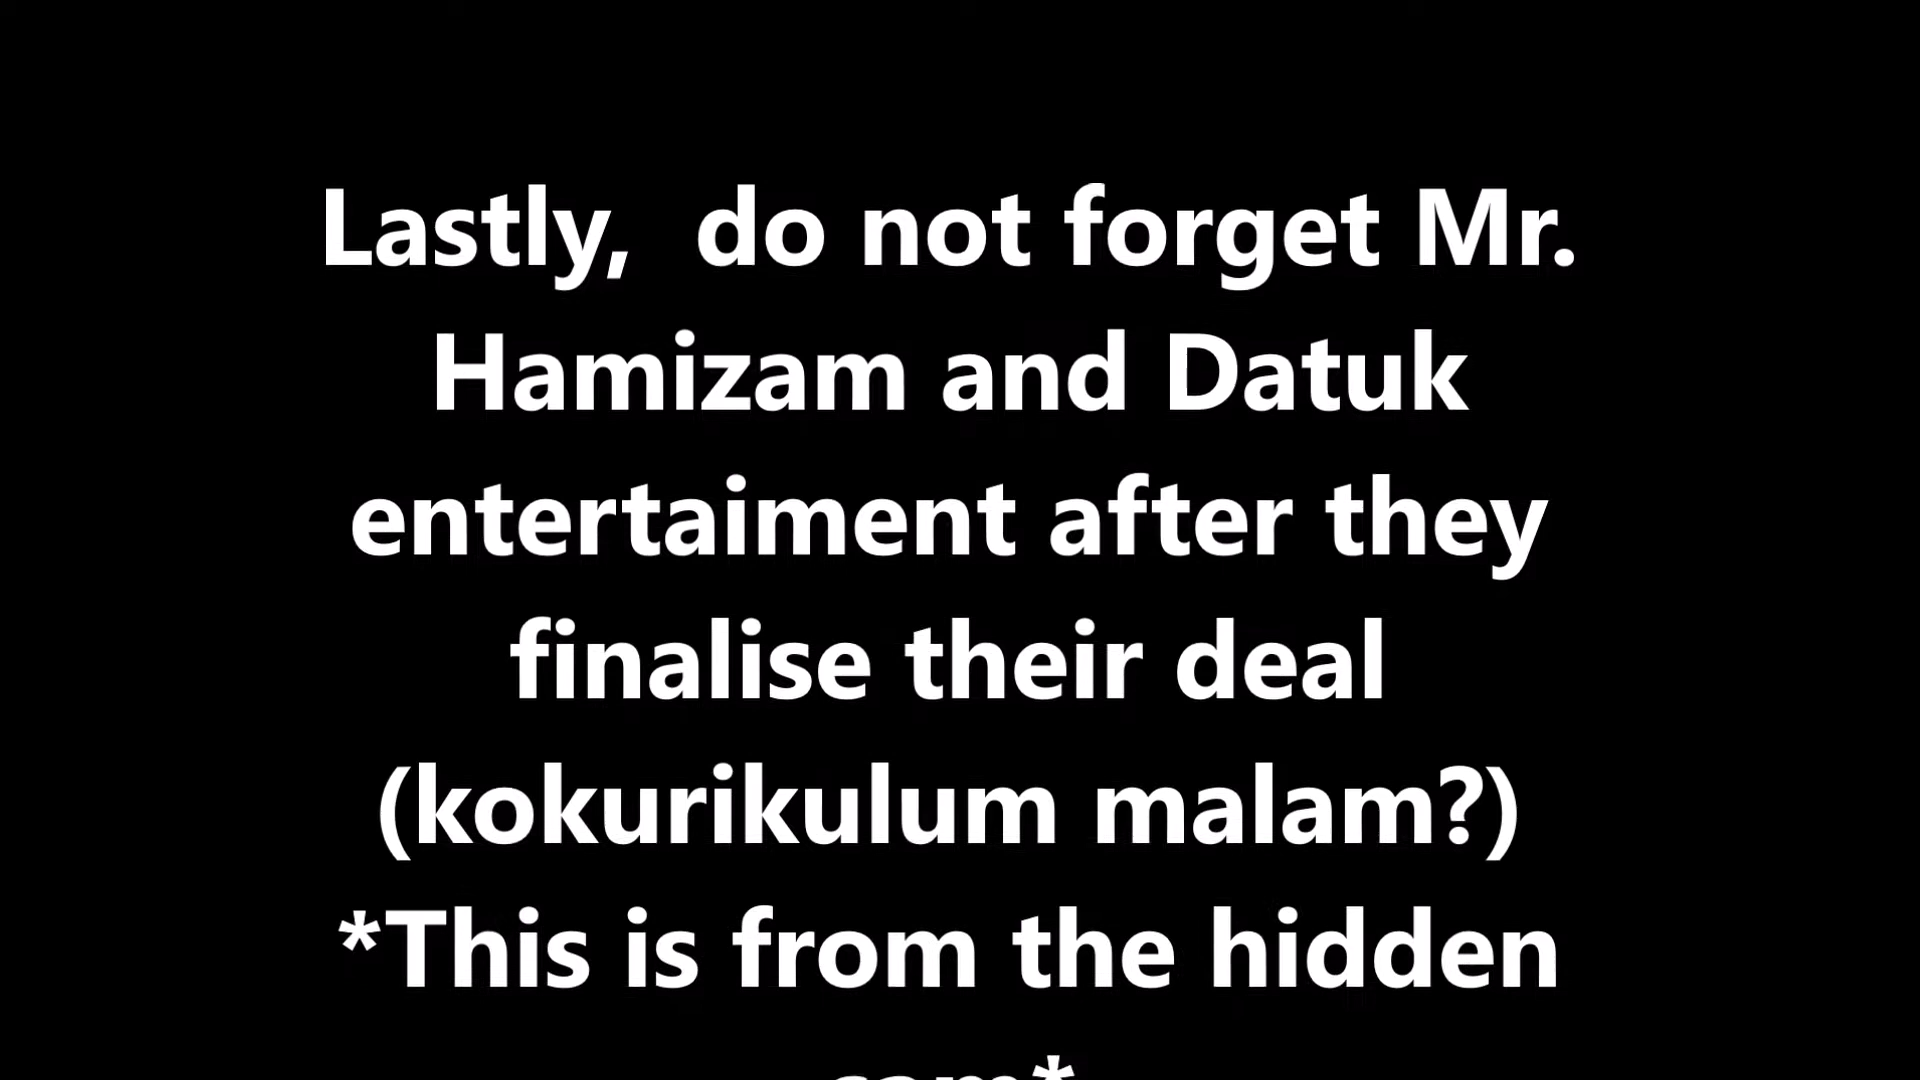 Lastly,  do not forget Mr.
Hamizam and Datuk
entertaiment after they
finalise their deal
(kokurikulum malam?)
*This is from the hidden
cam*